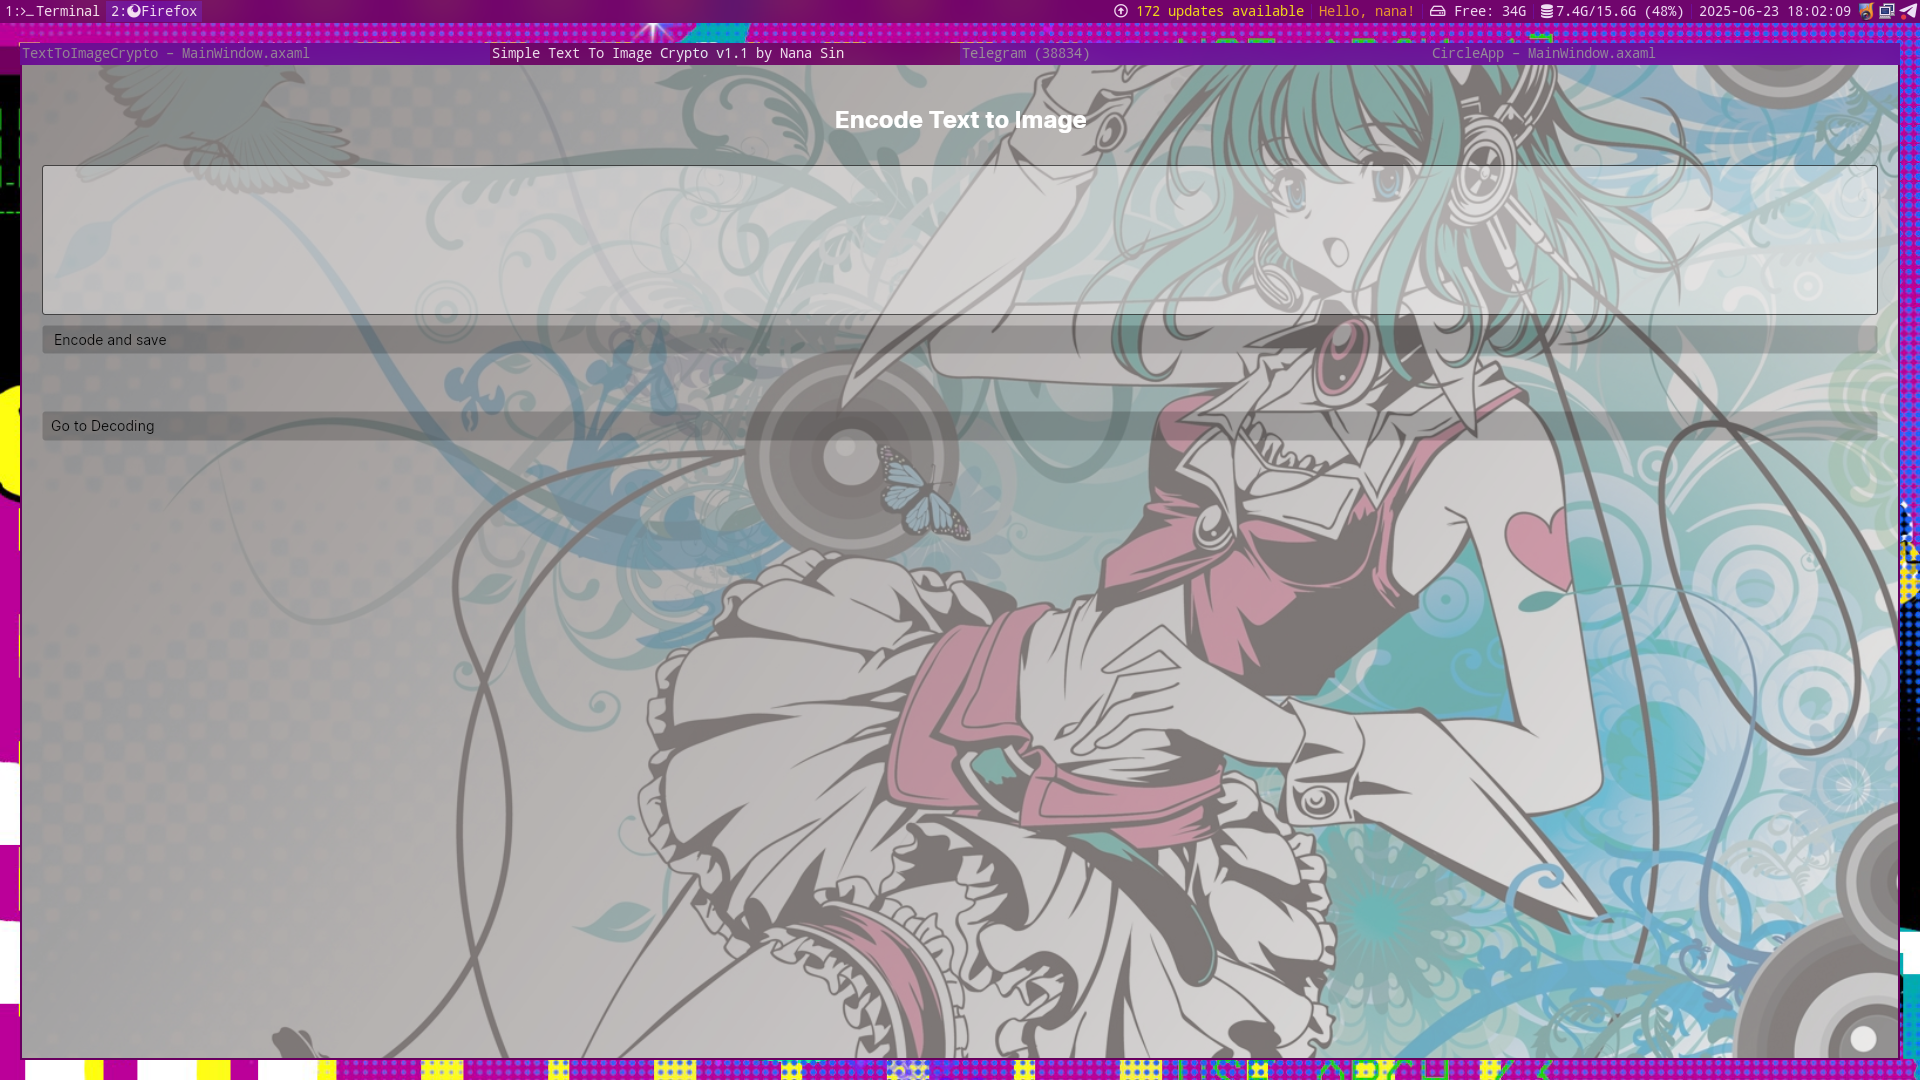 1:>_Terminal 2:Firefox 172 updates available Hello, nana! Free: 34G 7.4G/15.6G (48%) 2025-06-23 18:02:09
TextToImageCrypto – MainWindow.axaml Simple Text To Image Crypto v1.1 by Nana Sin Telegram (38834) CircleApp – MainWindow.axaml
Encode Text to Image
Encode and save
Go to Decoding